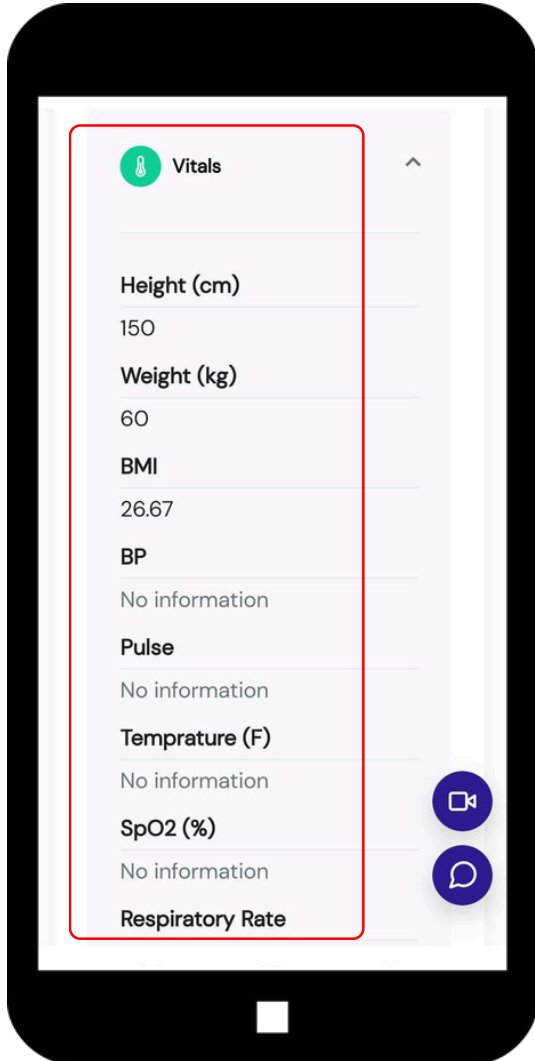 Vitals
Height (cm)
150
Weight (kg)
60
BMI
26.67
BP
No information
Pulse
No information
Temprature (F)
No information
SpO2 (%)
No information
Respiratory Rate